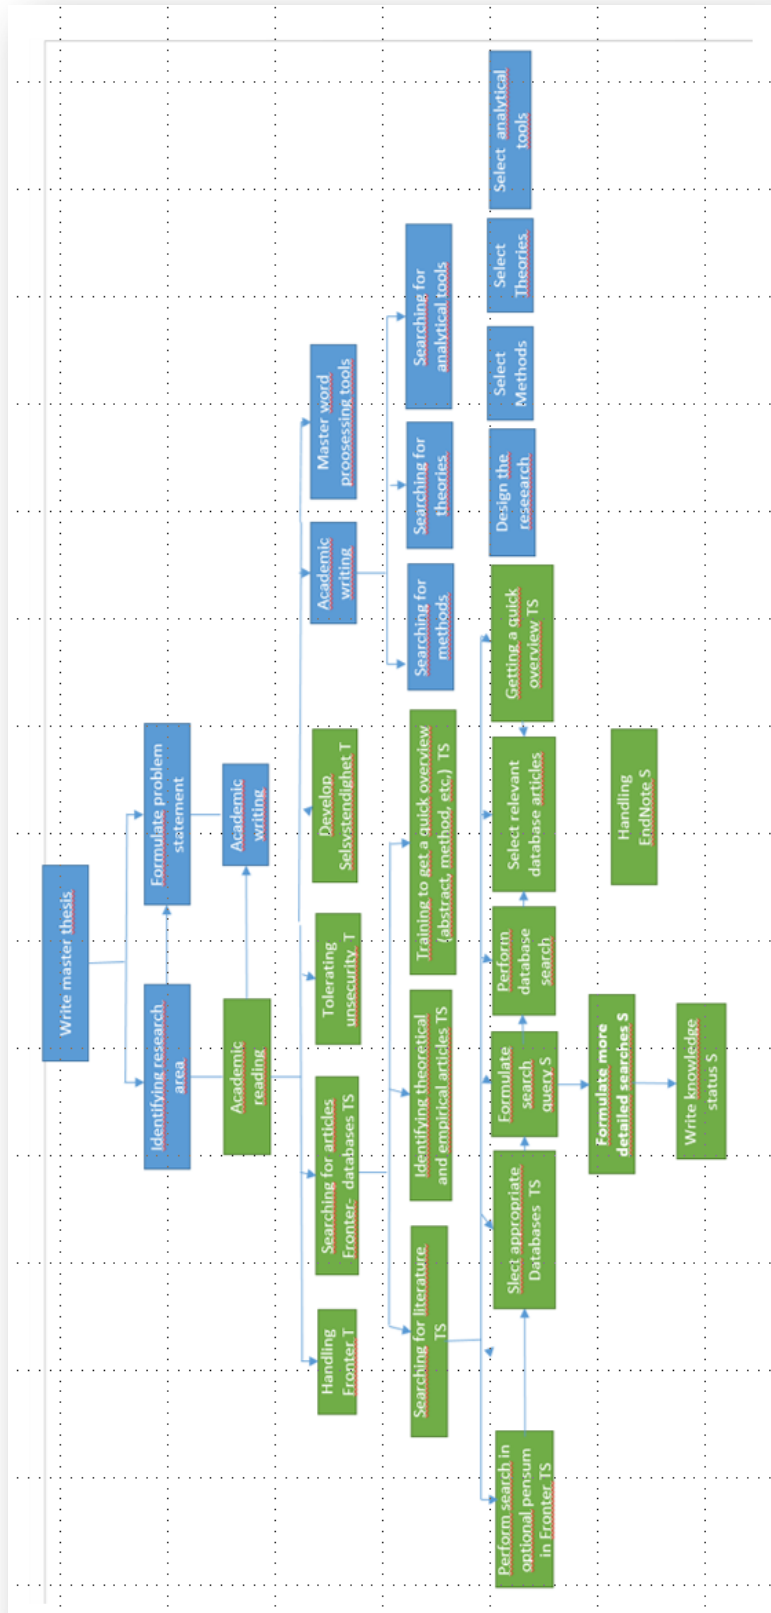 Write master thesis
Identifying research
area
Formulate problem
statement
Academic
reading
Academic
writing
Handling
Fronter T
Searching for articles
Fronter- databases TS
Tolerating
unsecurity T
Develop
Selsvstendighet T
Academic
writing
Master word
proosessing tools
Searching for literature
TS
Identifying theoretical
and empirical articles TS
Training to get a quick overview
(abstract, method, etc.) TS
Searching for
methods
Searching for
theories
Searching for
analytical tools
Perform search in
optional pensum
in Fronter TS
Slect appropriate
Databases TS
Formulate
search
query S
Perform
database
search
Select relevant
database articles
Getting a quick
overview TS
Design the
reseearch
Select
Methods
Select
Theories
Select analytical
tools
Formulate more
detailed searches S
Handling
EndNote S
Write knowledge
status S